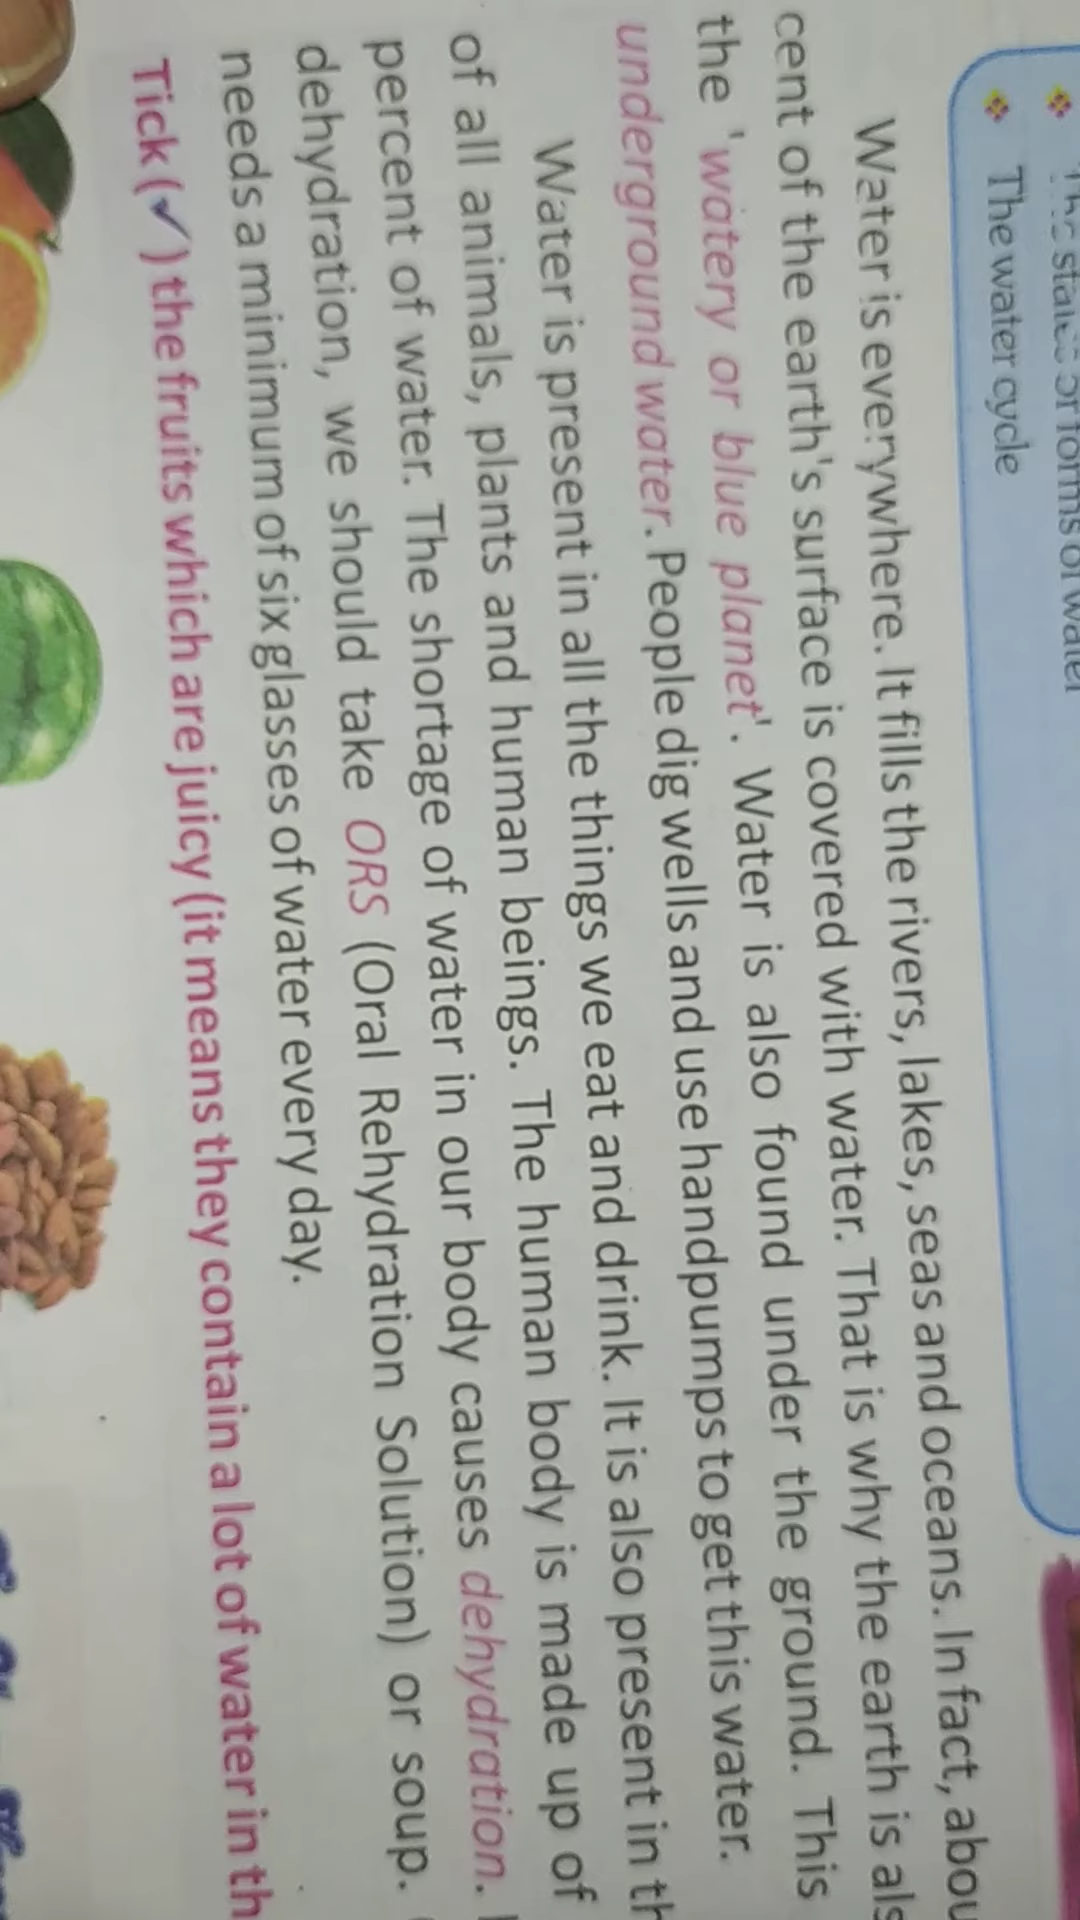 states or forms of water
The water cycle
Water is everywhere. It fills the rivers, lakes, seas and oceans. In fact,
cent of the earth's surface is covered with water. That is why the earth is
the 'watery or blue planet'. Water is also found under the ground. This
underground water. People dig wells and use handpumps to get this water.
Water is present in all the things we eat and drink. It is also present in
of all animals, plants and human beings. The human body is made up of
percent of water. The shortage of water in our body causes dehydration.
dehydration, we should take ORS (Oral Rehydration Solution) or soup.
needs a minimum of six glasses of water every day.
Tick (✓) the fruits which are juicy (it means they contain a lot of water in